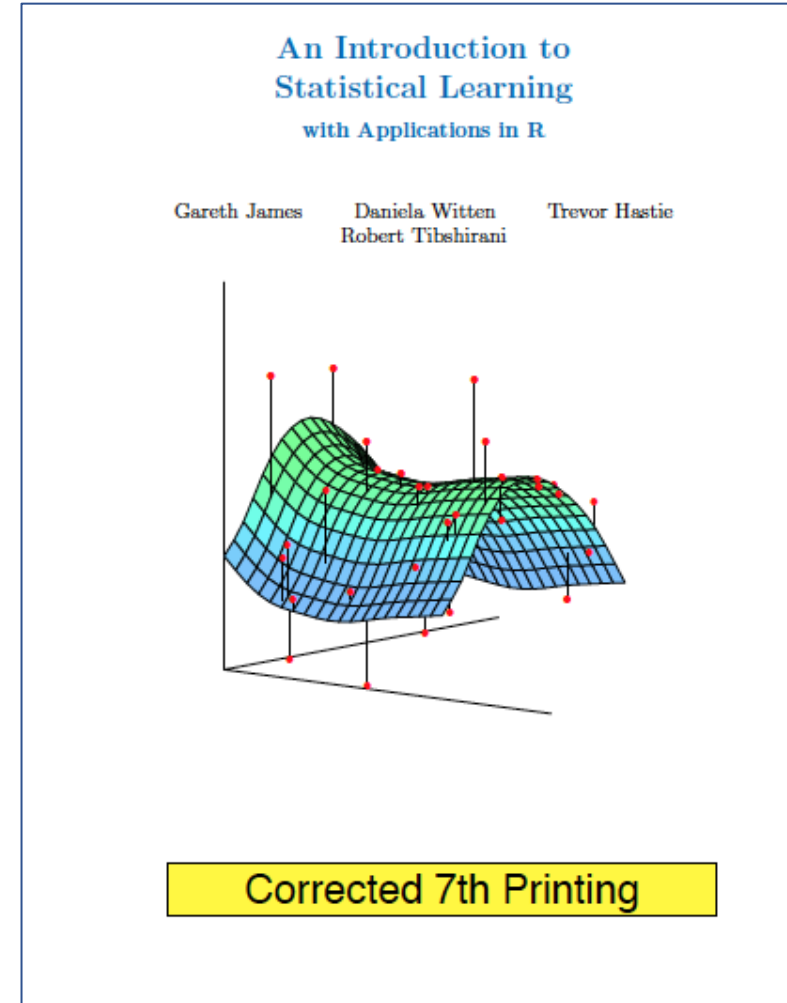 An Introduction to
Statistical Learning
with Applications in R
Gareth James Daniela Witten Trevor Hastie
Robert Tibshirani
Corrected 7th Printing